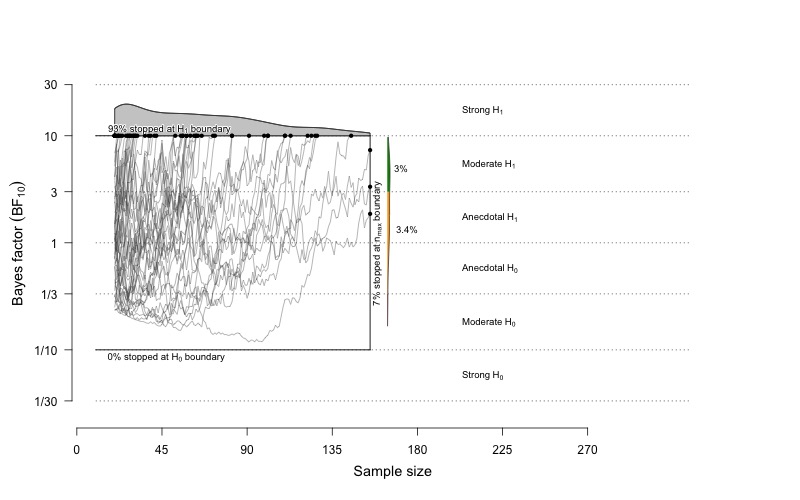 30
Strong H1
93% stopped at H1 boundary
10
3%
Moderate H1
3
7% stopped at nmax boundary
Anecdotal H1
3.4%
Bayes factor (BF10)
1
Anecdotal H0
1/3
Moderate H0
1/10
0% stopped at H0 boundary
Strong H0
1/30
0 45 90 135 180 225 270
Sample size